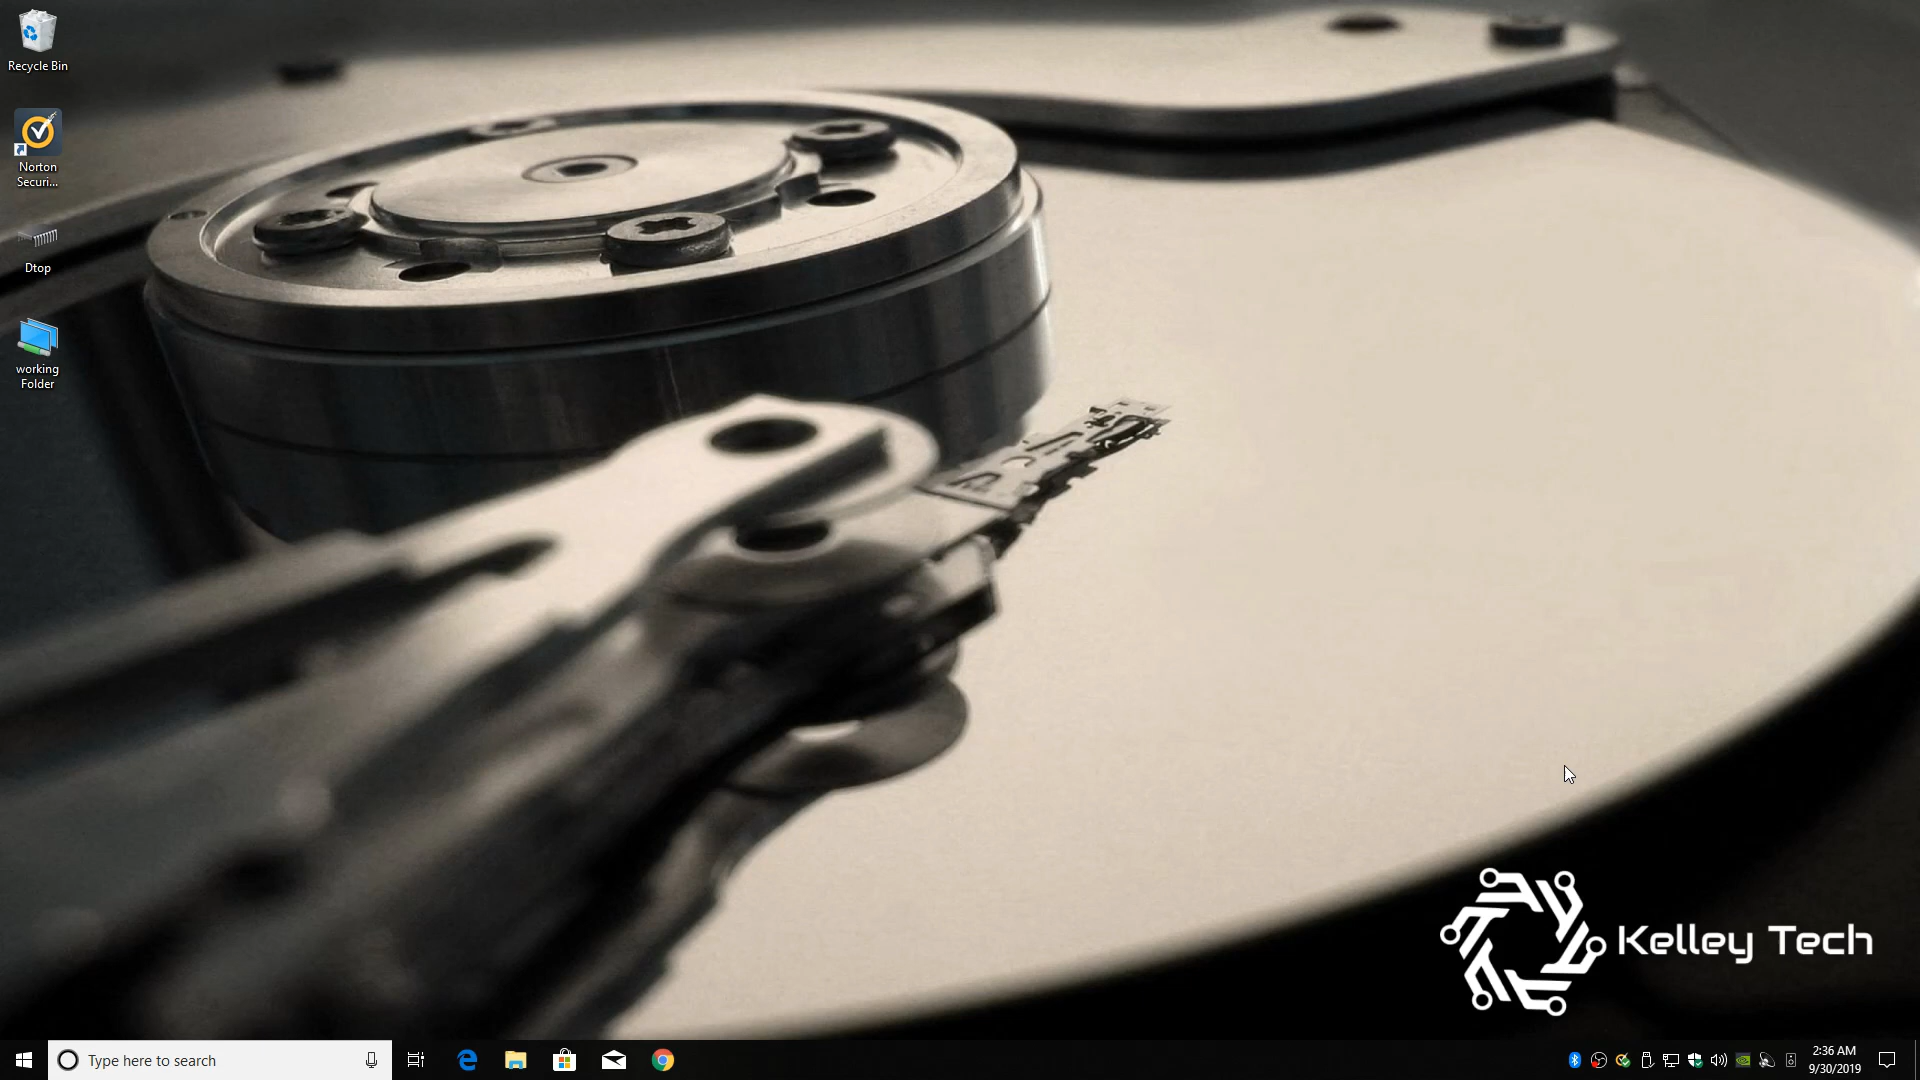 Recycle Bin
Norton
Securi...
Dtop
working
Folder
Kelley Tech
Type here to search
2:36 AM
9/30/2019